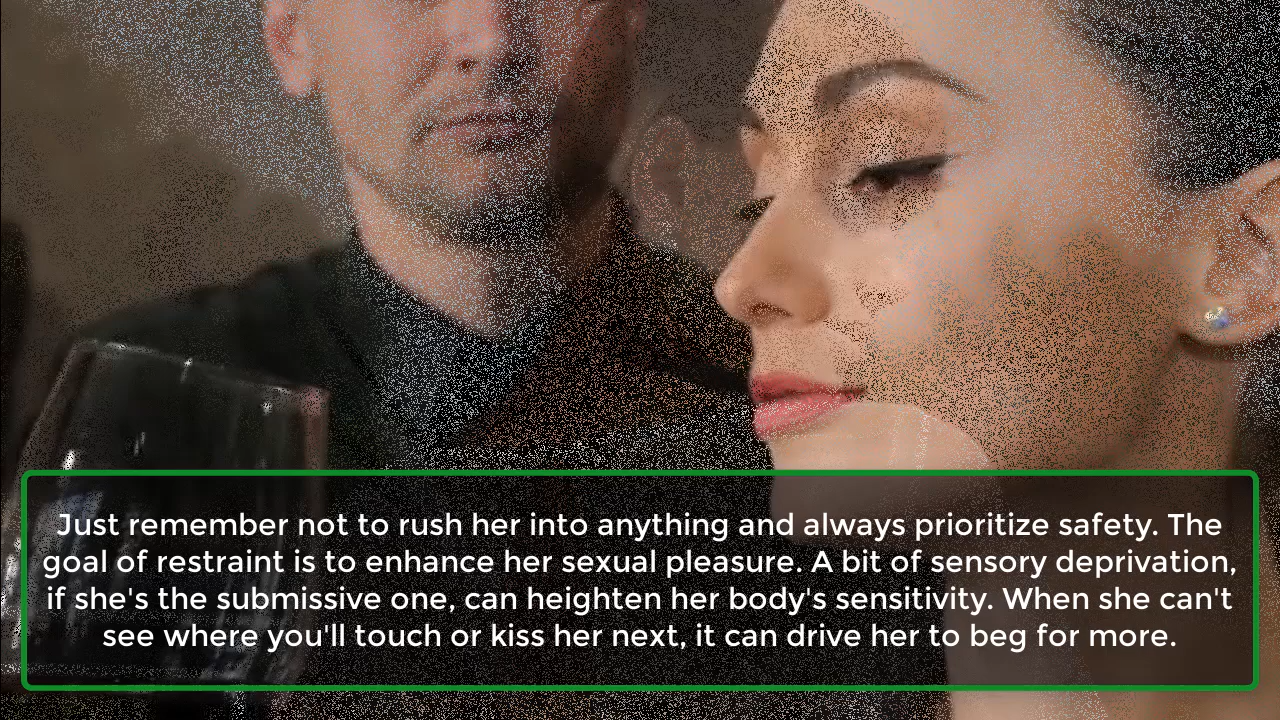 Just remember not to rush her into anything and always prioritize safety. The
goal of restraint is to enhance her sexual pleasure. A bit of sensory deprivation,
if she's the submissive one, can heighten her body's sensitivity. When she can't
see where you'll touch or kiss her next, it can drive her to beg for more.